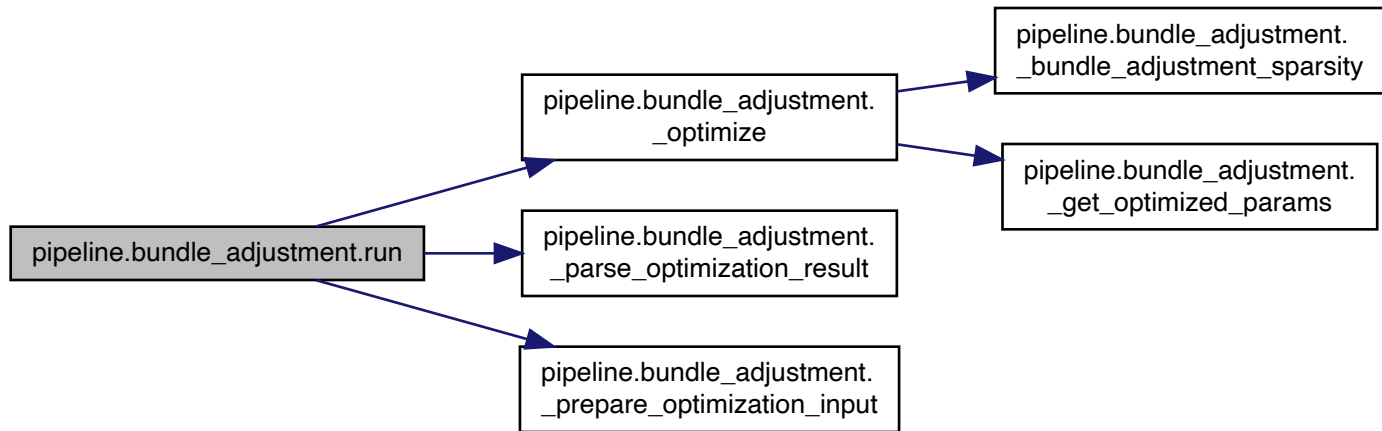 pipeline.bundle_adjustment.run
pipeline.bundle_adjustment.
_optimize
pipeline.bundle_adjustment.
_parse_optimization_result
pipeline.bundle_adjustment.
_prepare_optimization_input
pipeline.bundle_adjustment.
_bundle_adjustment_sparsity
pipeline.bundle_adjustment.
_get_optimized_params